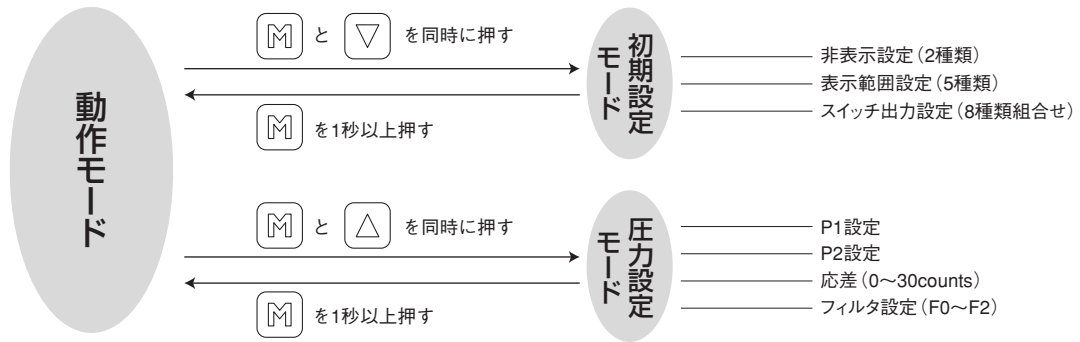 動作モード
M と ▽ を同時に押す
M を1秒以上押す
初期設定
モード
非表示設定(2種類)
表示範囲設定(5種類)
スイッチ出力設定(8種類組合せ)
M と △ を同時に押す
M を1秒以上押す
圧力設定
モード
P1設定
P2設定
応差(0～30counts)
フィルタ設定(F0～F2)